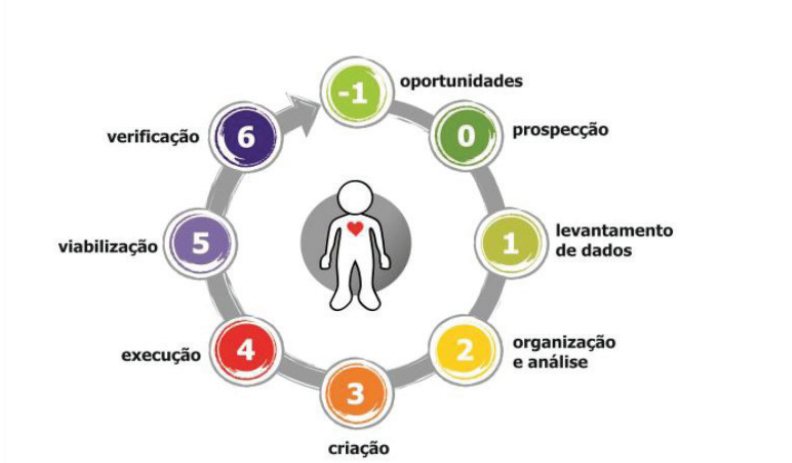 -1
oportunidades
0
prospecção
1
levantamento
de dados
2
organização
e análise
3
criação
4
execução
5
viabilização
6
verificação